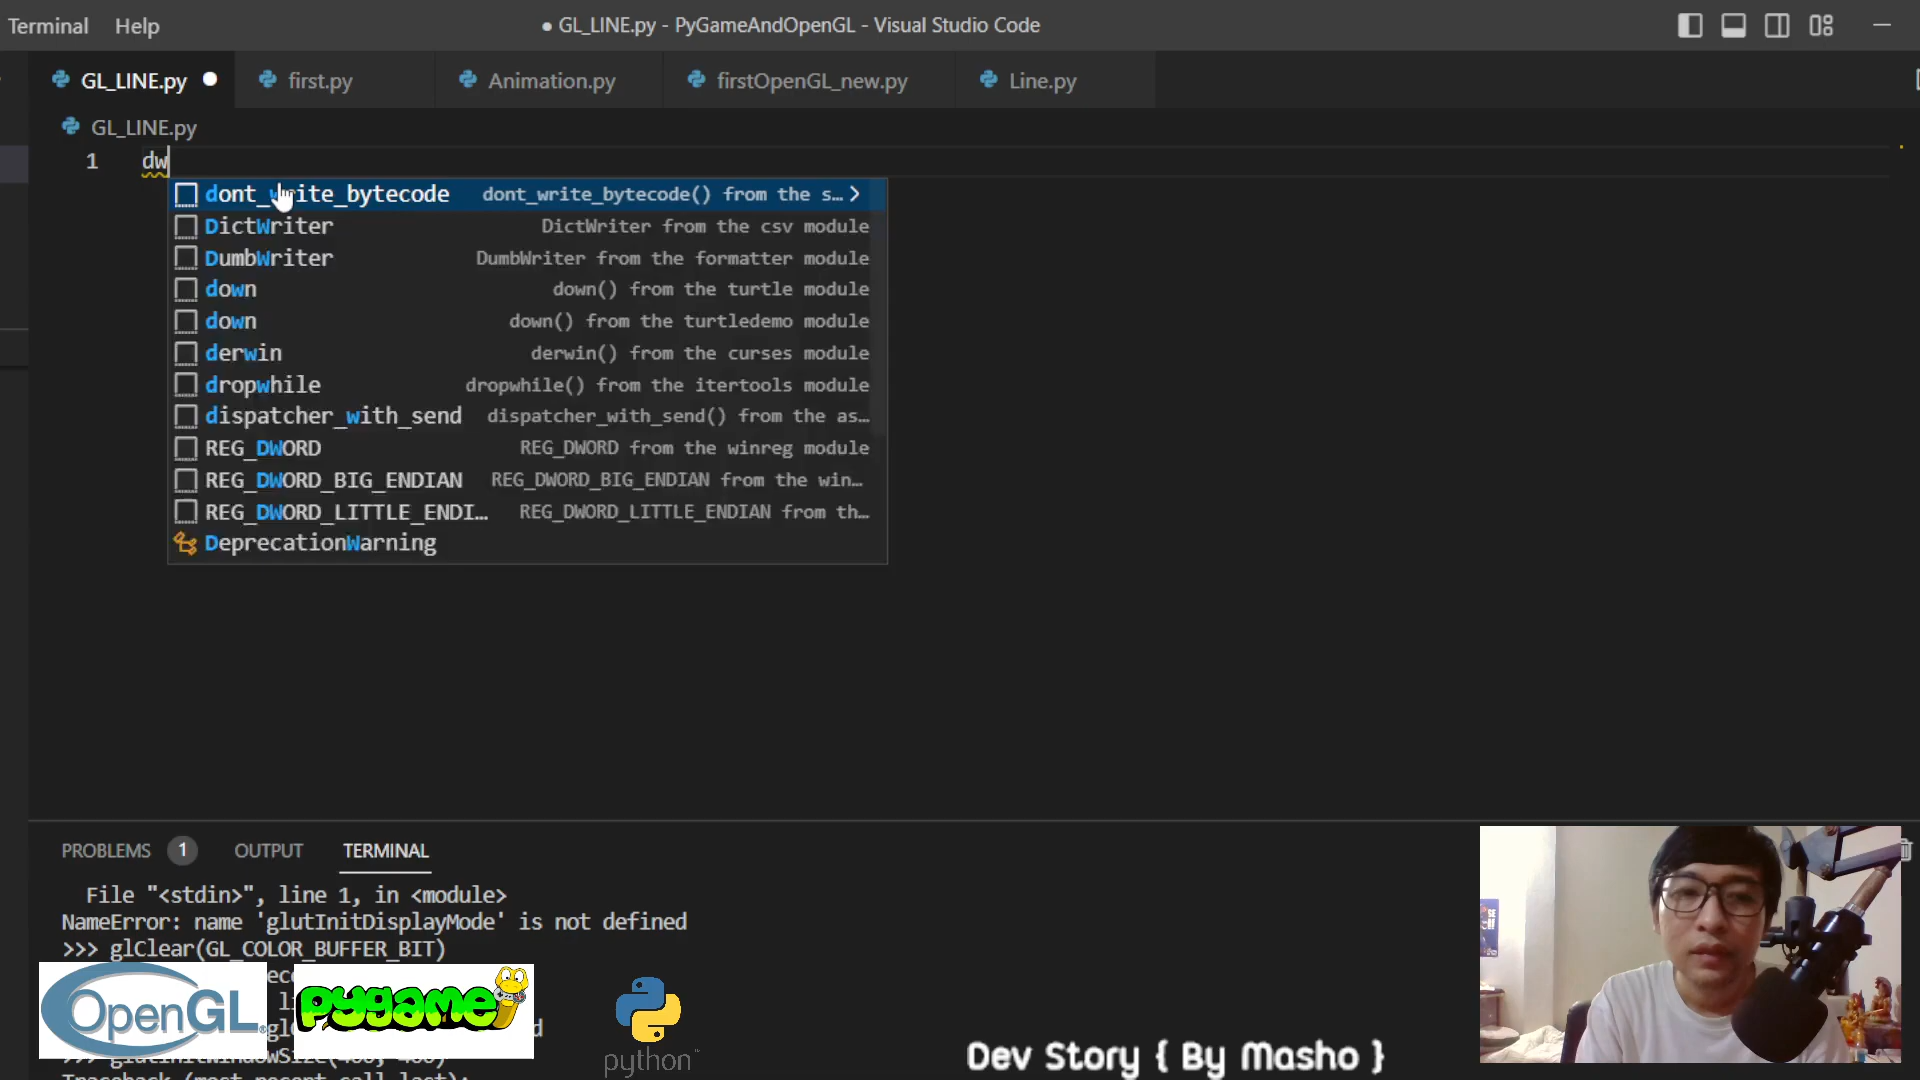 Terminal Help
● GL_LINE.py - PyGameAndOpenGL - Visual Studio Code
GL_LINE.py
first.py
Animation.py
firstOpenGL_new.py
Line.py
GL_LINE.py
1 dw
dont_write_bytecode dont_write_bytecode() from the s…
DictWriter DictWriter from the csv module
DumbWriter DumbWriter from the formatter module
down down() from the turtle module
down down() from the turtledemo module
derwin derwin() from the curses module
dropwhile dropwhile() from the itertools module
dispatcher_with_send dispatcher_with_send() from the as…
REG_DWORD REG_DWORD from the winreg module
REG_DWORD_BIG_ENDIAN REG_DWORD_BIG_ENDIAN from the win…
REG_DWORD_LITTLE_ENDI… REG_DWORD_LITTLE_ENDIAN from th…
DeprecationWarning
PROBLEMS 1 OUTPUT TERMINAL
File "<stdin>", line 1, in <module>
NameError: name 'glutInitDisplayMode' is not defined
>>> glClear(GL_COLOR_BUFFER_BIT)
OpenGL
pygame
python
Dev Story { By Masho }